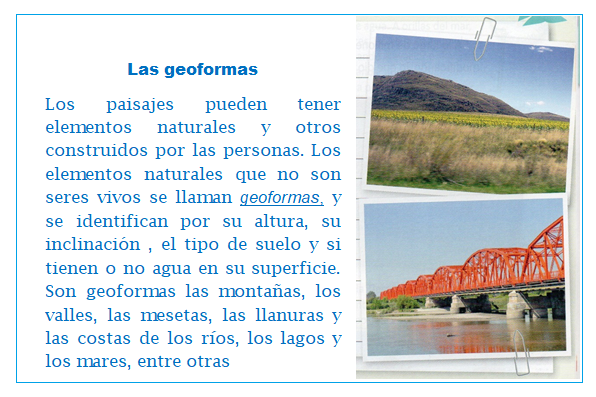 Las geoformas
Los paisajes pueden tener
elementos naturales y otros
construidos por las personas. Los
elementos naturales que no son
seres vivos se llaman geoformas, y
se identifican por su altura, su
inclinación , el tipo de suelo y si
tienen o no agua en su superficie.
Son geoformas las montañas, los
valles, las mesetas, las llanuras y
las costas de los ríos, los lagos y
los mares, entre otras